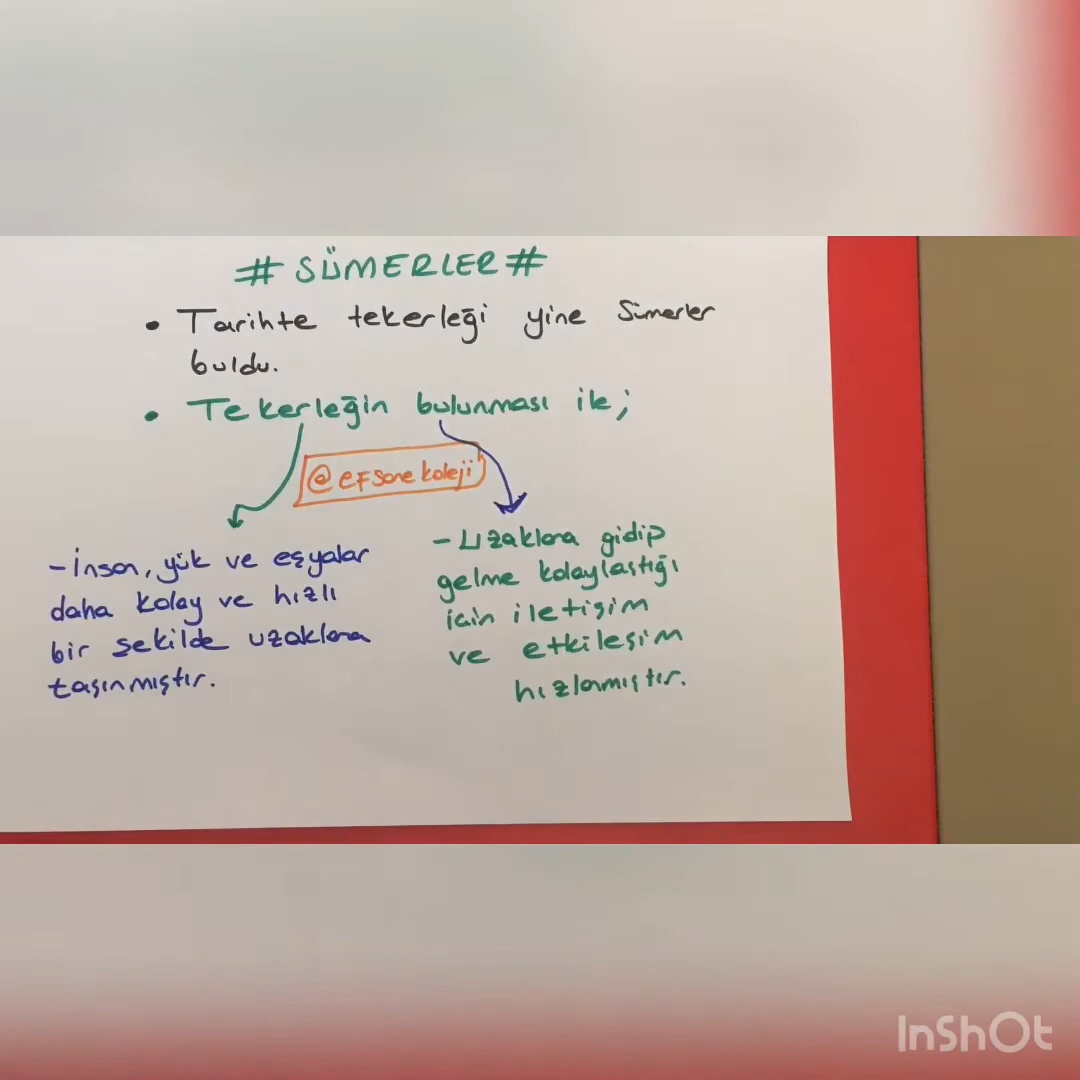 # SÜMERLER #
• Tarihte tekerleği yine Sümerler
buldu.
• Tekerleğin bulunması ile;
@efsanekoleji
- İnsan, yük ve eşyalar
daha kolay ve hızlı
bir şekilde uzaklara
taşınmıştır.
- Uzaklara gidip
gelme kolaylaştığı
için iletişim
ve etkileşim
hızlanmıştır.
InShOt